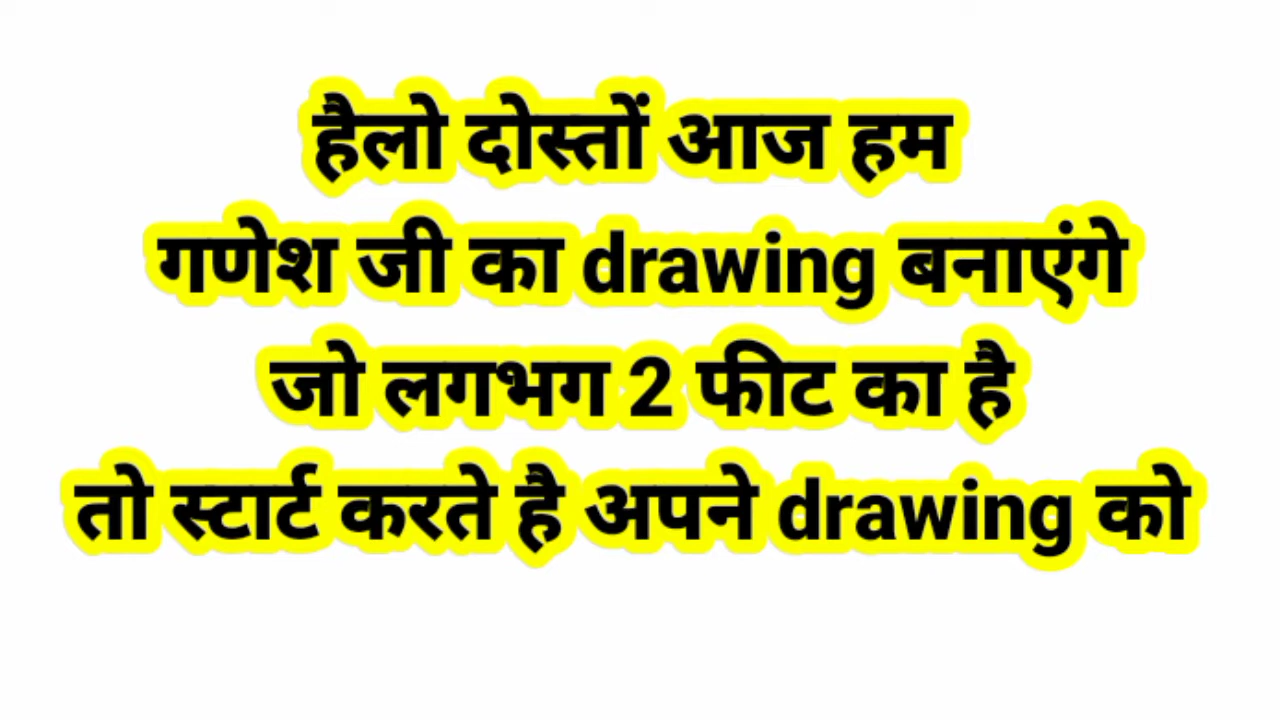 हैलो दोस्तों आज हम
गणेश जी का drawing बनाएंगे
जो लगभग 2 फीट का है
तो स्टार्ट करते है अपने drawing को